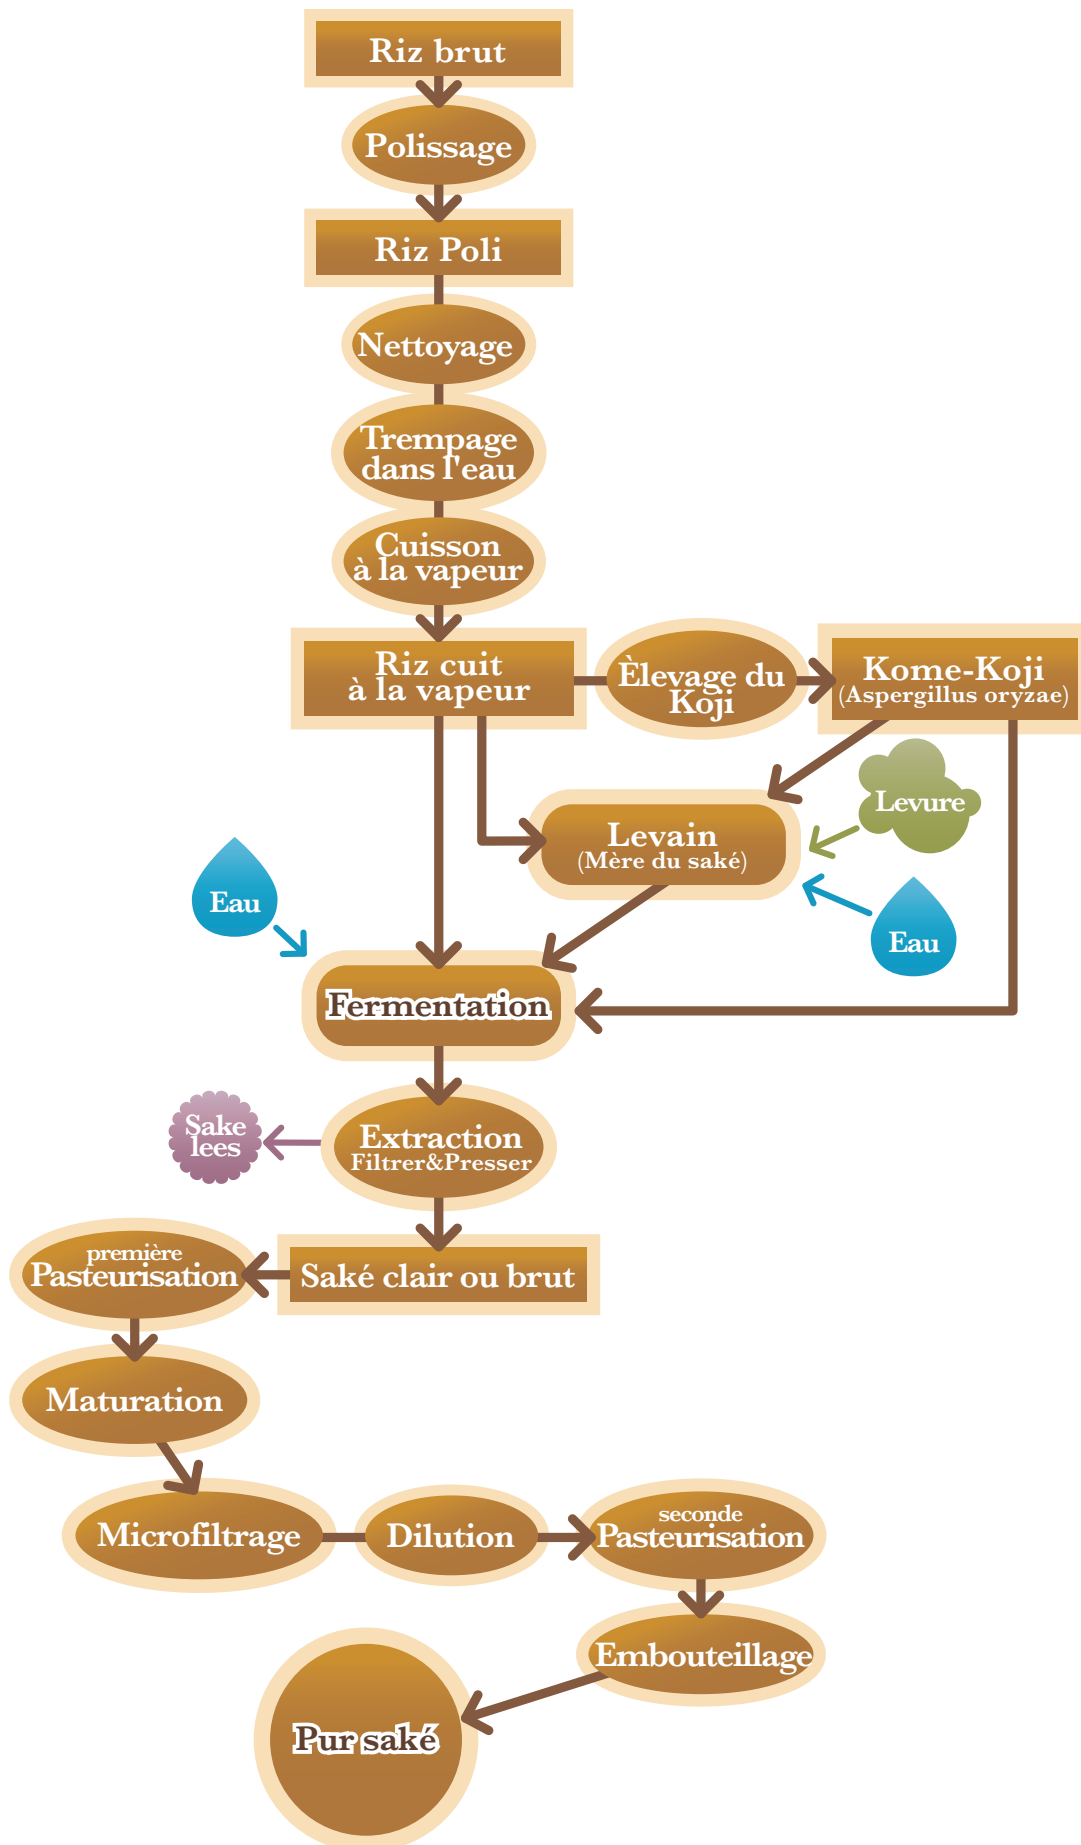 Riz brut
Polissage
Riz Poli
Nettoyage
Trempage
dans l'eau
Cuisson
à la vapeur
Riz cuit
à la vapeur
Èlevage du
Koji
Kome-Koji
(Aspergillus oryzae)
Levure
Levain
(Mère du saké)
Eau
Eau
Fermentation
Sake
lees
Extraction
Filtrer&Presser
Saké clair ou brut
première
Pasteurisation
Maturation
Microfiltrage
Dilution
seconde
Pasteurisation
Embouteillage
Pur saké